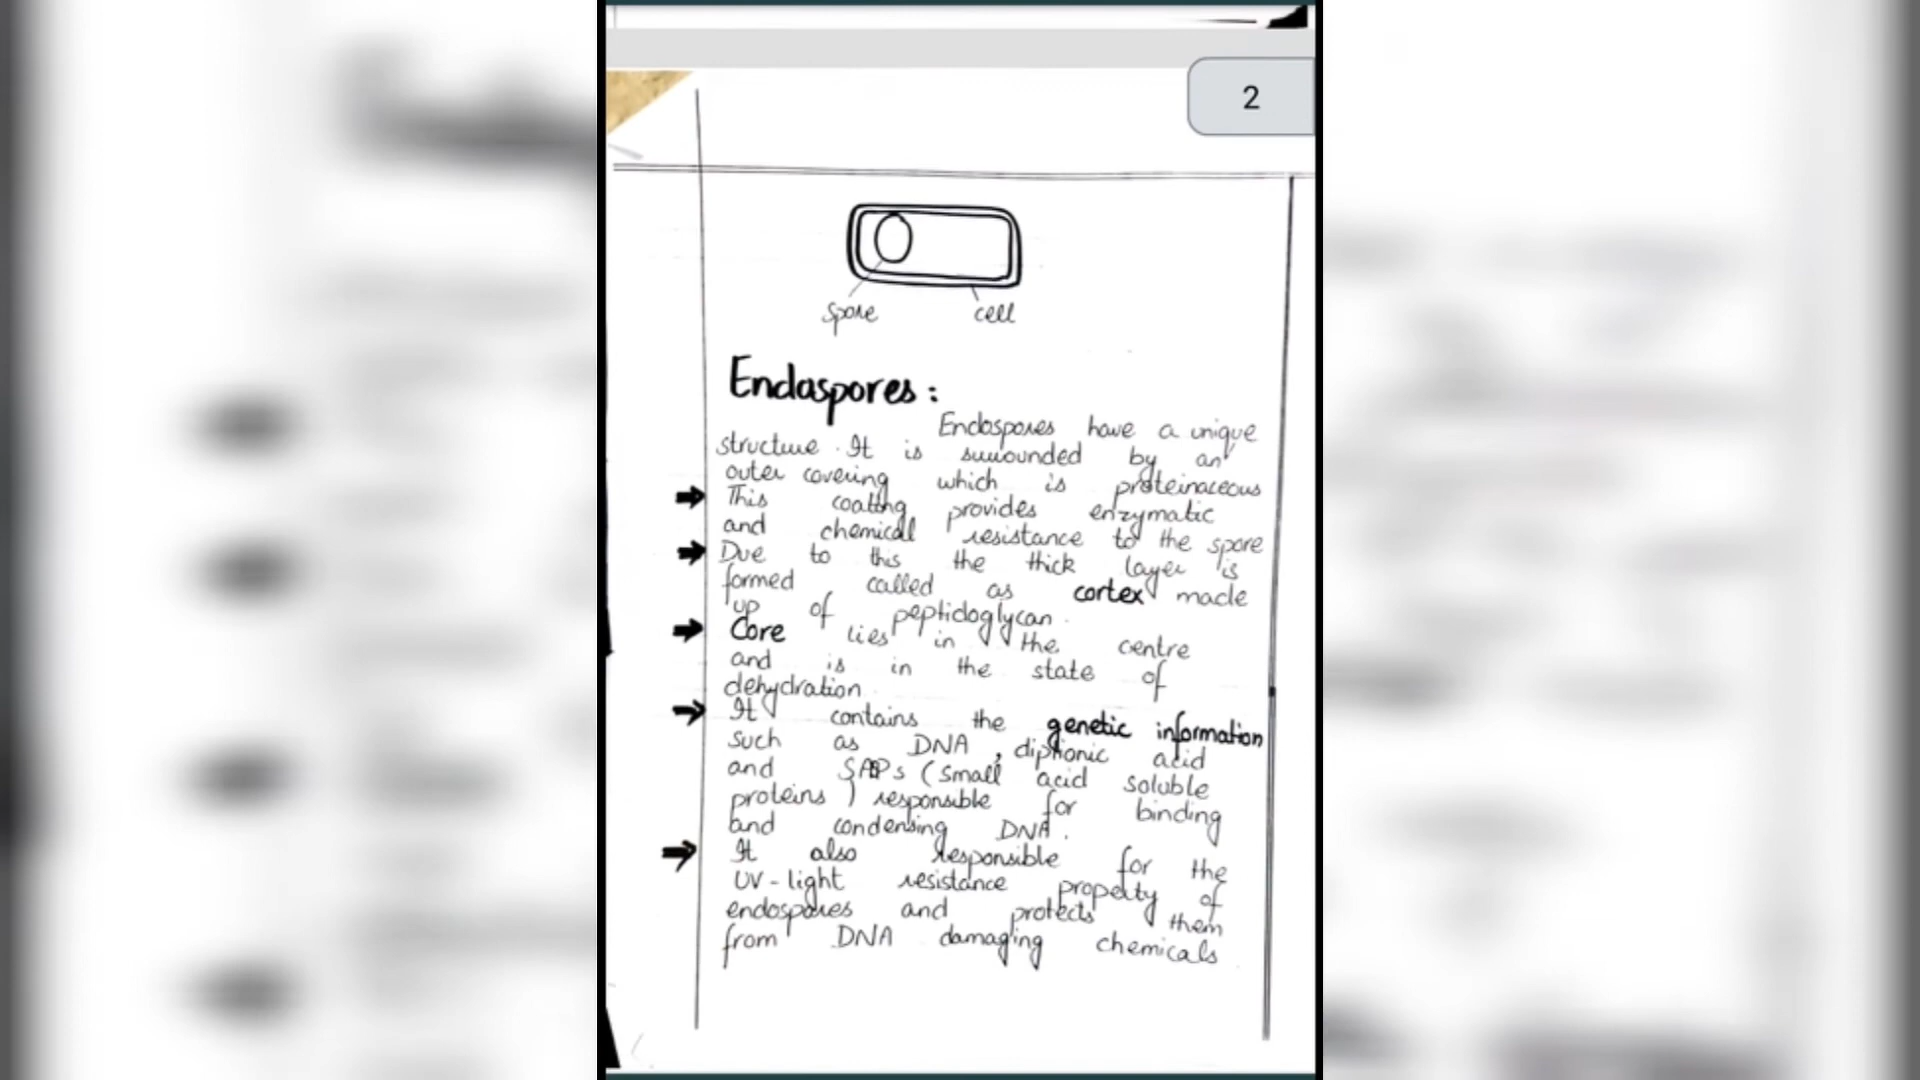 2
spore cell
Endospores :
Endospores have a unique
structure. It is surrounded by an
outer covering which is proteinaceous
This coating provides enzymatic
and chemical resistance to the spore
Due to this the thick layer is
formed called as cortex made
up of peptidoglycan.
Core lies in the centre
and is in the state of
dehydration
It contains the genetic information
such as DNA, diphonic acid
and SAPs (small acid soluble
proteins) responsible for binding
and condensing DNA.
It also responsible for the
UV-light resistance property of
endospores and protects them
from DNA damaging chemicals